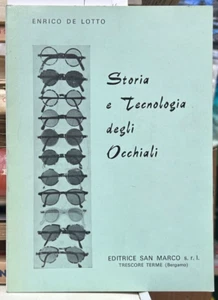 ENRICO DE LOTTO
Storia
e Tecnologia
degli
Occhiali
EDITRICE SAN MARCO s. r. l.
TRESCORE TERME (Bergamo)